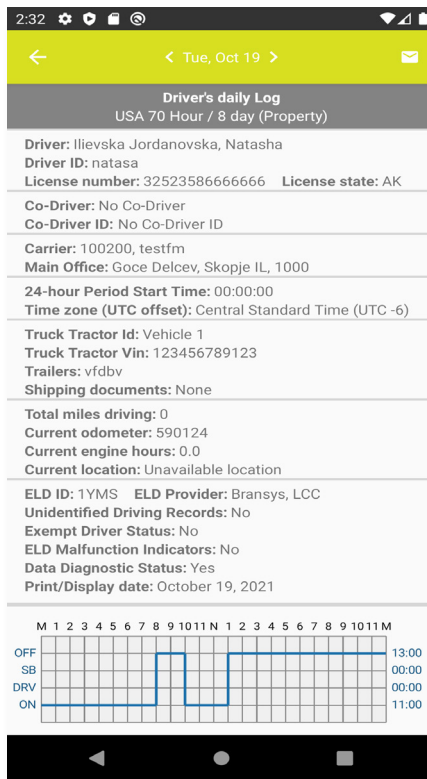 2:32
< Tue, Oct 19 >
Driver's daily Log
USA 70 Hour / 8 day (Property)
Driver: Ilievska Jordanovska, Natasha
Driver ID: natasa
License number: 32523586666666 License state: AK
Co-Driver: No Co-Driver
Co-Driver ID: No Co-Driver ID
Carrier: 100200, testfm
Main Office: Goce Delcev, Skopje IL, 1000
24-hour Period Start Time: 00:00:00
Time zone (UTC offset): Central Standard Time (UTC -6)
Truck Tractor Id: Vehicle 1
Truck Tractor Vin: 123456789123
Trailers: vfdbv
Shipping documents: None
Total miles driving: 0
Current odometer: 590124
Current engine hours: 0.0
Current location: Unavailable location
ELD ID: 1YMS ELD Provider: Bransys, LCC
Unidentified Driving Records: No
Exempt Driver Status: No
ELD Malfunction Indicators: No
Data Diagnostic Status: Yes
Print/Display date: October 19, 2021
M 1 2 3 4 5 6 7 8 9 10 11 N 1 2 3 4 5 6 7 8 9 10 11 M
OFF 13:00
SB 00:00
DRV 00:00
ON 11:00